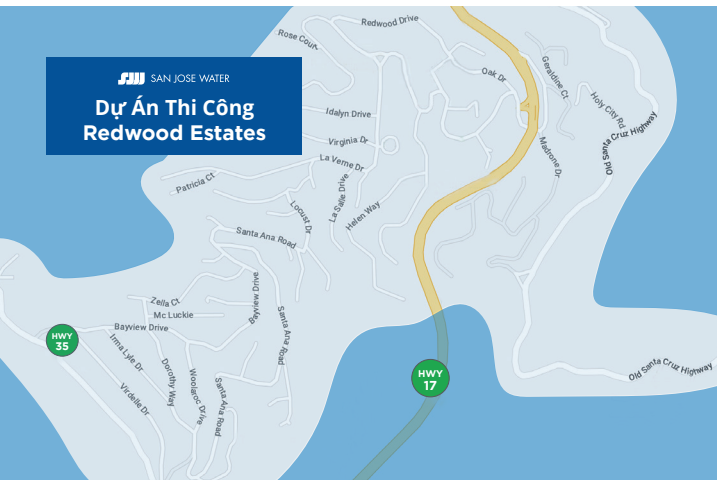 SJW SAN JOSE WATER
Dự Án Thi Công
Redwood Estates
Redwood Drive
Rose Court
Oak Dr
Geraldine Ct
Holy City Rd
Idalyn Drive
Virginia Dr
Madrone Dr
Old Santa Cruz Highway
La Verne Dr
Patricia Ct
La Salle Drive
Locust Dr
Helen Way
Santa Ana Road
Zella Ct
Bayview Drive
Mc Luckie
Santa Ana Road
Bayview Drive
HWY
35
Irma Lyle Dr
Dorothy Way
Woolaroc Drive
Santa Ana Road
Virdelle Dr
HWY
17
Old Santa Cruz Highway